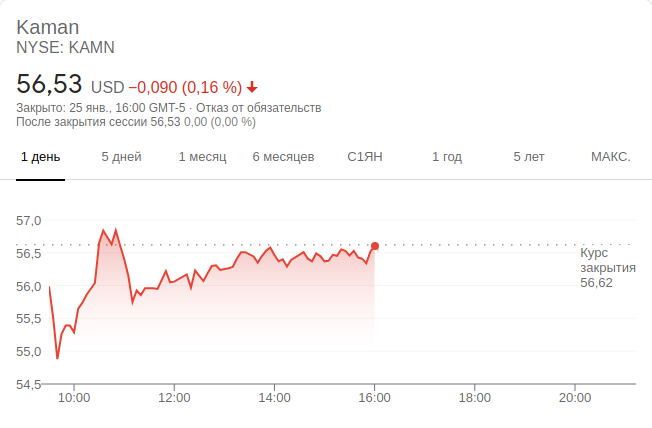 Kaman
NYSE: KAMN
56,53 USD −0,090 (0,16 %)
Закрыто: 25 янв., 16:00 GMT-5 · Отказ от обязательств
После закрытия сессии 56,53 0,00 (0,00 %)
1 день 5 дней 1 месяц 6 месяцев С1ЯН 1 год 5 лет МАКС.
57,0
56,5
56,0
55,5
55,0
54,5
Курс
закрытия
56,62
10:00 12:00 14:00 16:00 18:00 20:00